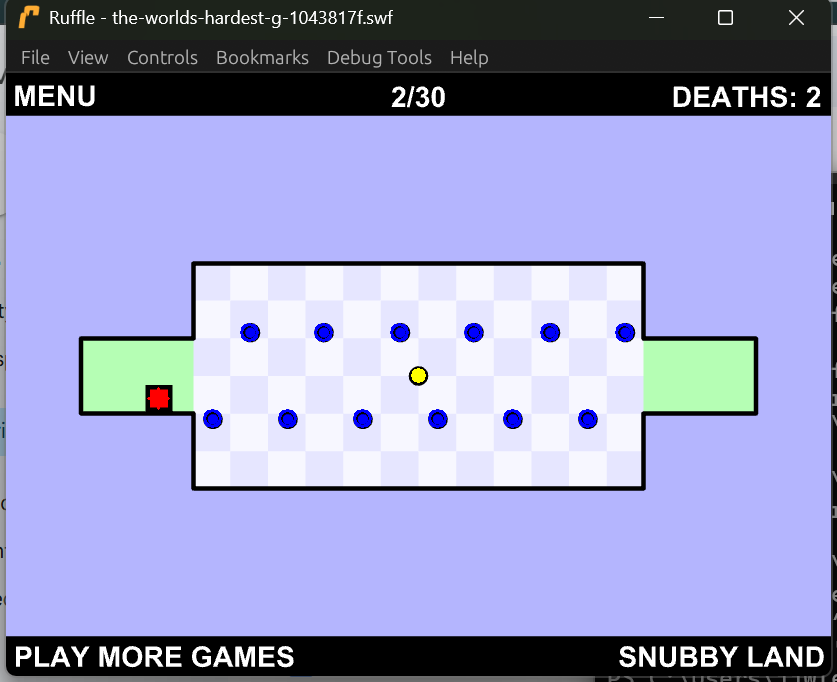 Ruffle - the-worlds-hardest-g-1043817f.swf
File View Controls Bookmarks Debug Tools Help
MENU 2/30 DEATHS: 2
PLAY MORE GAMES SNUBBY LAND